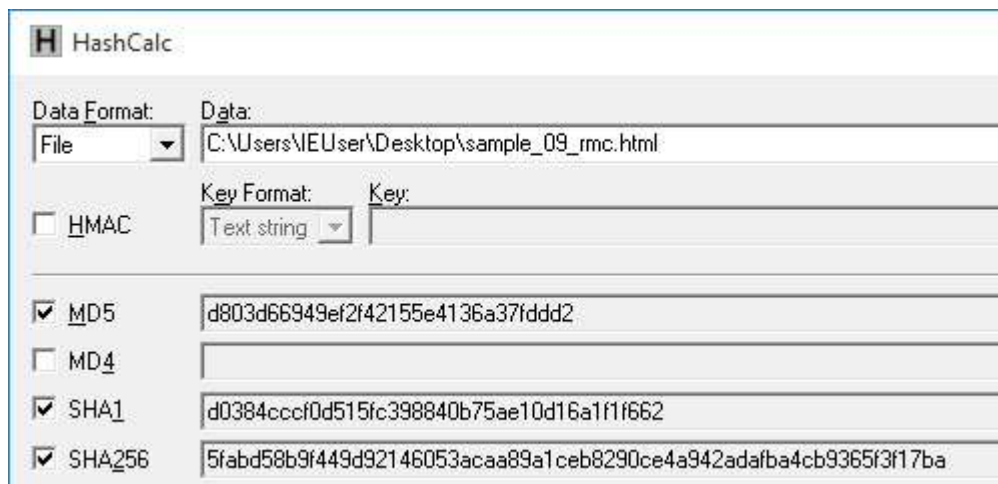 H HashCalc
Data Format: Data:
File C:\Users\IEUser\Desktop\sample_09_rmc.html
Key Format: Key:
HMAC Text string
MD5 d803d66949ef2f42155e4136a37fddd2
MD4
SHA1 d0384cccf0d515fc398840b75ae10d16a1f1f662
SHA256 5fabd58b9f449d92146053acaa89a1ceb8290ce4a942adafba4cb9365f3f17ba